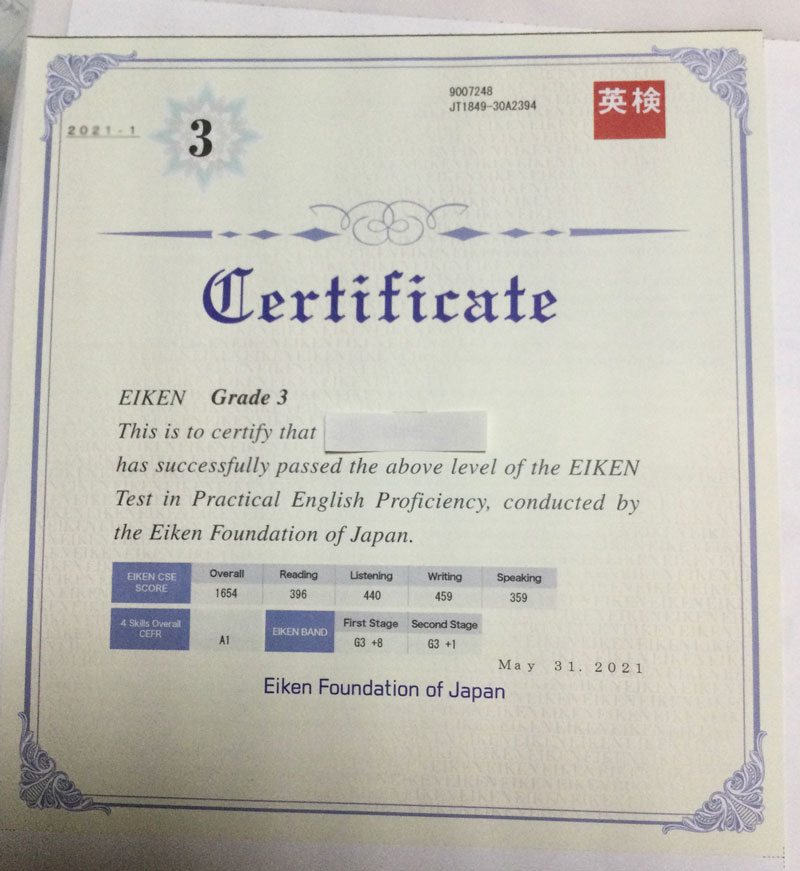 9007248
JT1849-30A2394
英検
2021-1
3
Certificate
EIKEN Grade 3
This is to certify that
has successfully passed the above level of the EIKEN
Test in Practical English Proficiency, conducted by
the Eiken Foundation of Japan.
EIKEN CSE SCORE
Overall Reading Listening Writing Speaking
1654 396 440 459 359
4 Skills Overall CEFR
A1
EIKEN BAND
First Stage Second Stage
G3 +8 G3 +1
May 31. 2021
Eiken Foundation of Japan